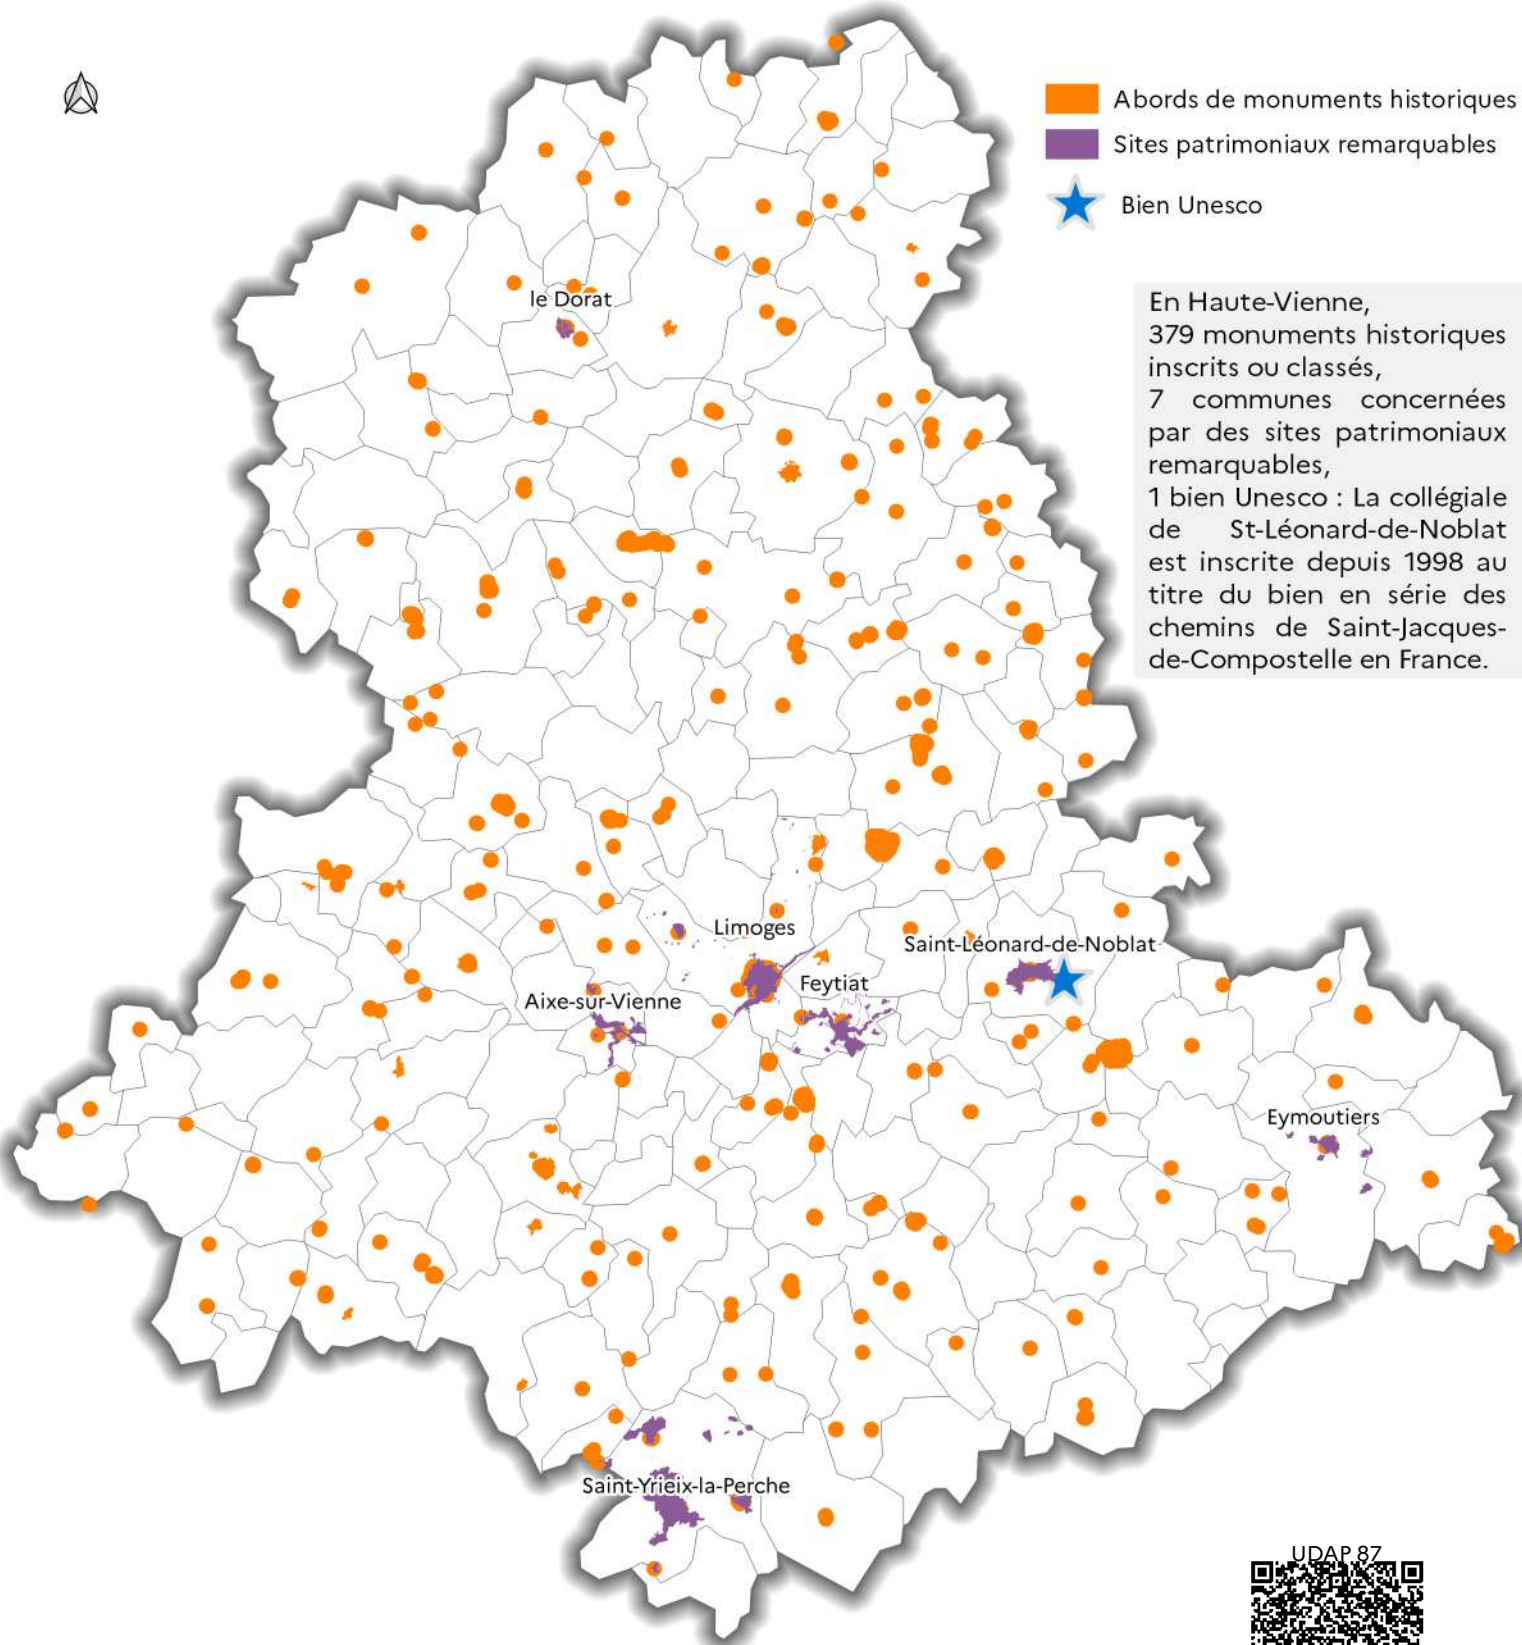 Abords de monuments historiques
Sites patrimoniaux remarquables
Bien Unesco
En Haute-Vienne,
379 monuments historiques
inscrits ou classés,
7 communes concernées
par des sites patrimoniaux
remarquables,
1 bien Unesco : La collégiale
de St-Léonard-de-Noblat
est inscrite depuis 1998 au
titre du bien en série des
chemins de Saint-Jacques-
de-Compostelle en France.
le Dorat
Limoges
Saint-Léonard-de-Noblat
Feytiat
Aixe-sur-Vienne
Eymoutiers
Saint-Yrieix-la-Perche
UDAP 87